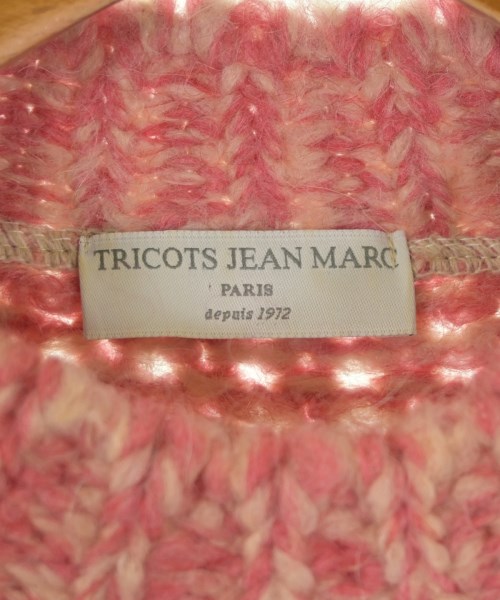 TRICOTS JEAN MARC
PARIS
depuis 1972